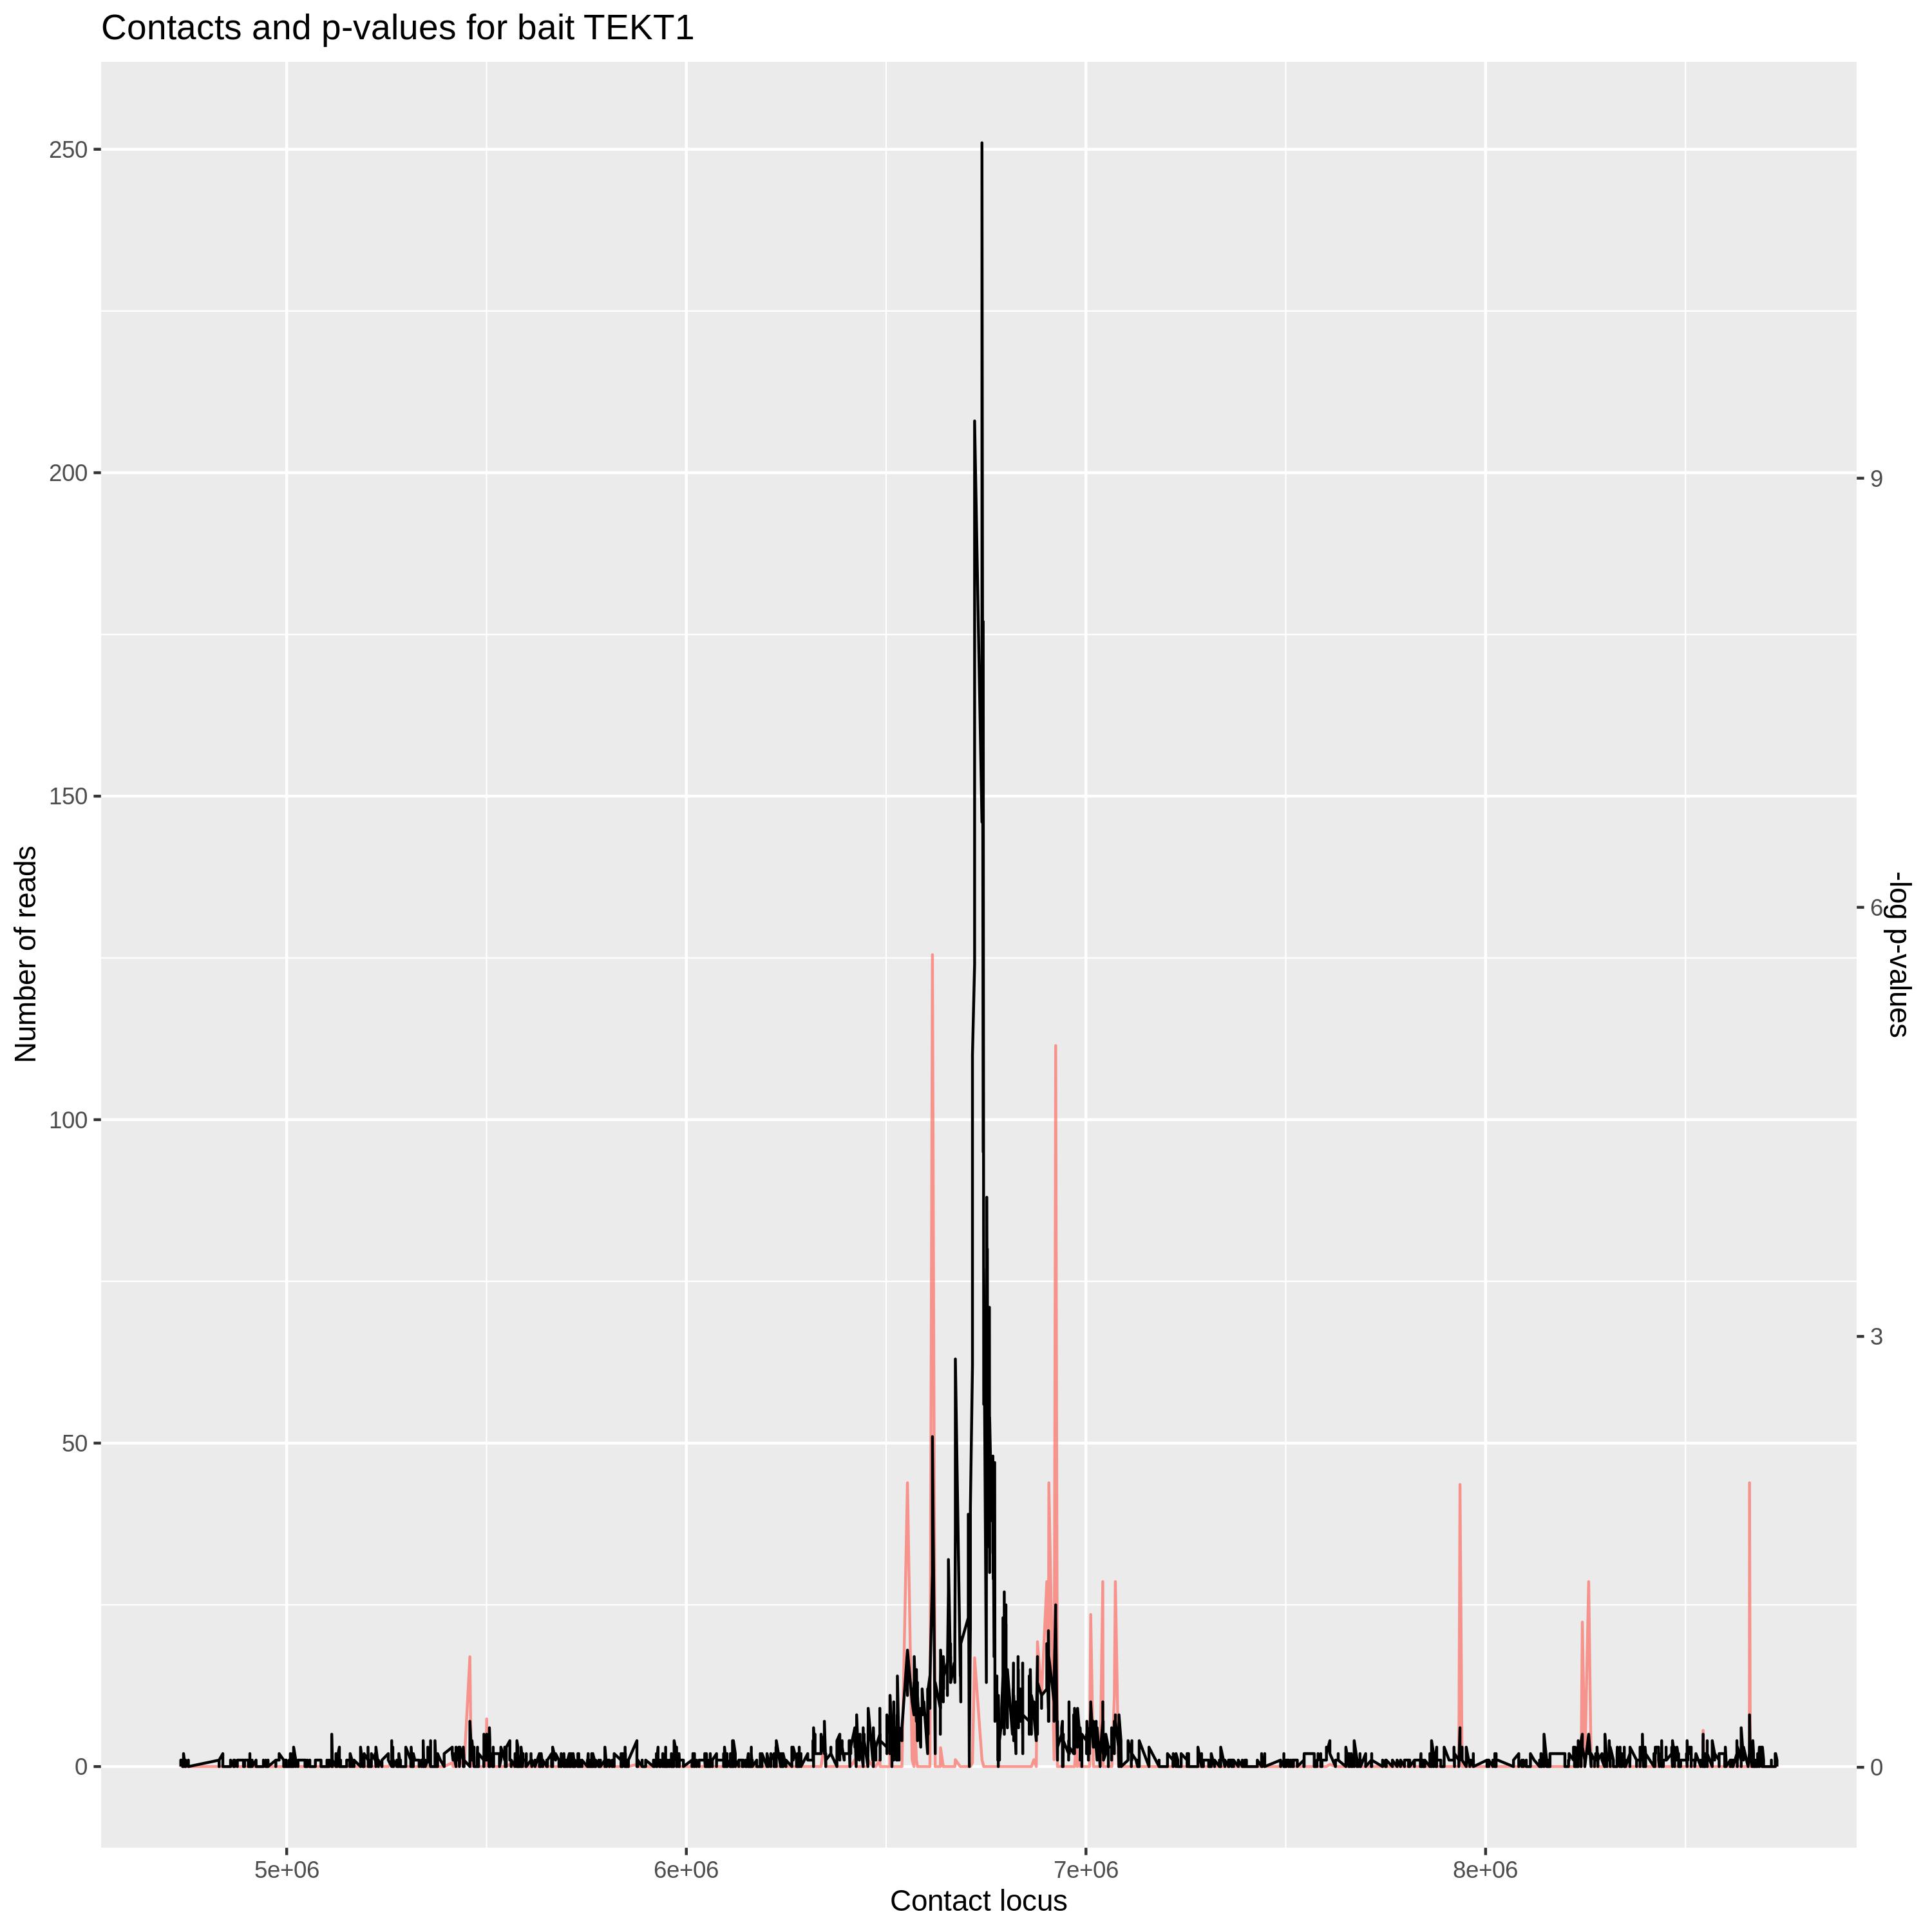 Contacts and p-values for bait TEKT1
250
200
150
100
50
0
Number of reads
9
6
3
0
-log p-values
5e+06
6e+06
7e+06
8e+06
Contact locus